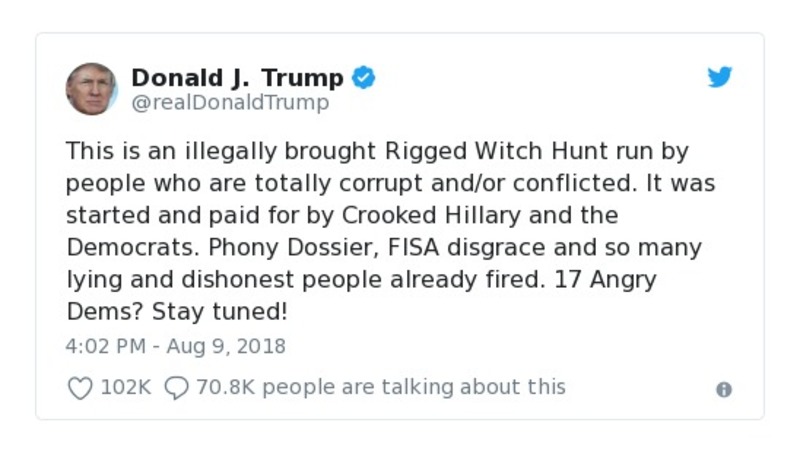 Donald J. Trump
@realDonaldTrump
This is an illegally brought Rigged Witch Hunt run by
people who are totally corrupt and/or conflicted. It was
started and paid for by Crooked Hillary and the
Democrats. Phony Dossier, FISA disgrace and so many
lying and dishonest people already fired. 17 Angry
Dems? Stay tuned!
4:02 PM - Aug 9, 2018
102K 70.8K people are talking about this